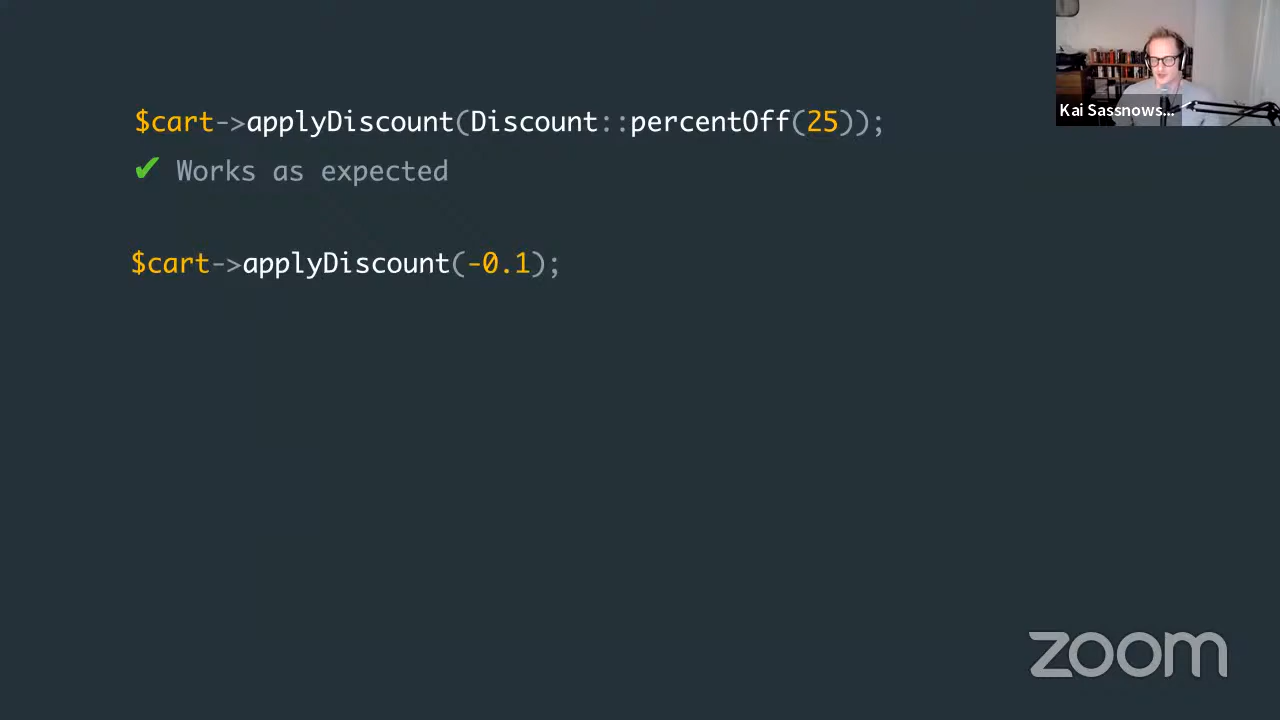 $cart->applyDiscount(Discount::percentOff(25));
✔ Works as expected
$cart->applyDiscount(-0.1);
Kai Sassnows...
zoom